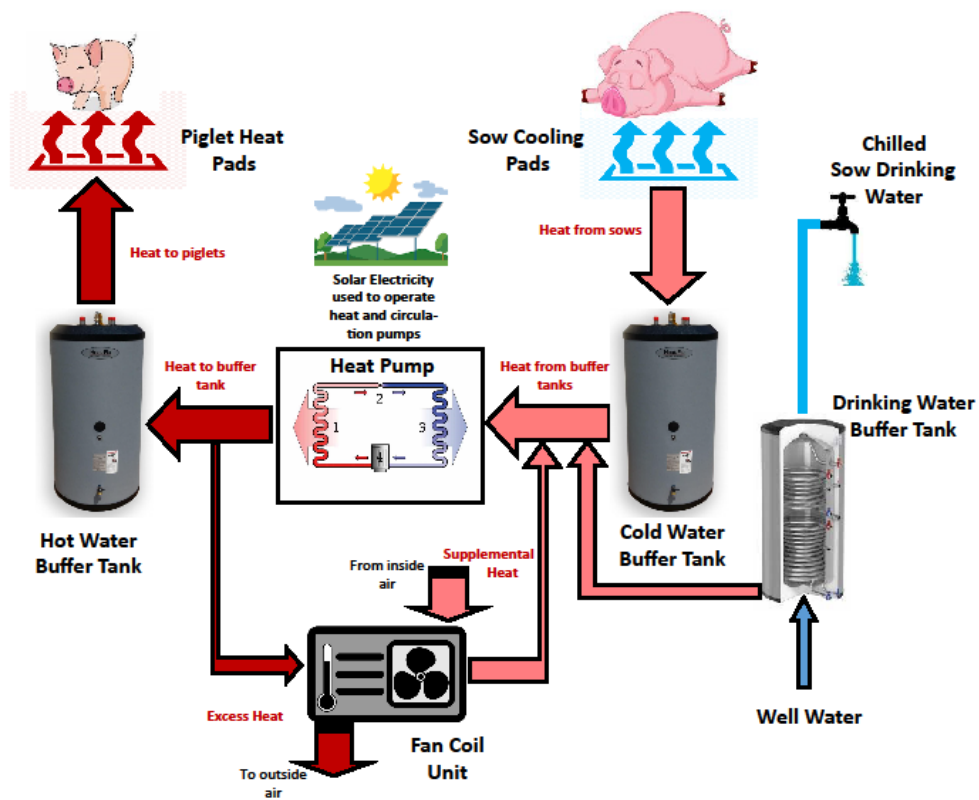 Piglet Heat
Pads
Sow Cooling
Pads
Chilled
Sow Drinking
Water
Heat to piglets
Heat from sows
Solar Electricity
used to operate
heat and circula-
tion pumps
Heat to buffer
tank
Heat Pump
1
2
3
4
Heat from buffer
tanks
Drinking Water
Buffer Tank
Hot Water
Buffer Tank
Cold Water
Buffer Tank
From inside
air
Supplemental
Heat
Excess Heat
Fan Coil
Unit
To outside
air
Well Water